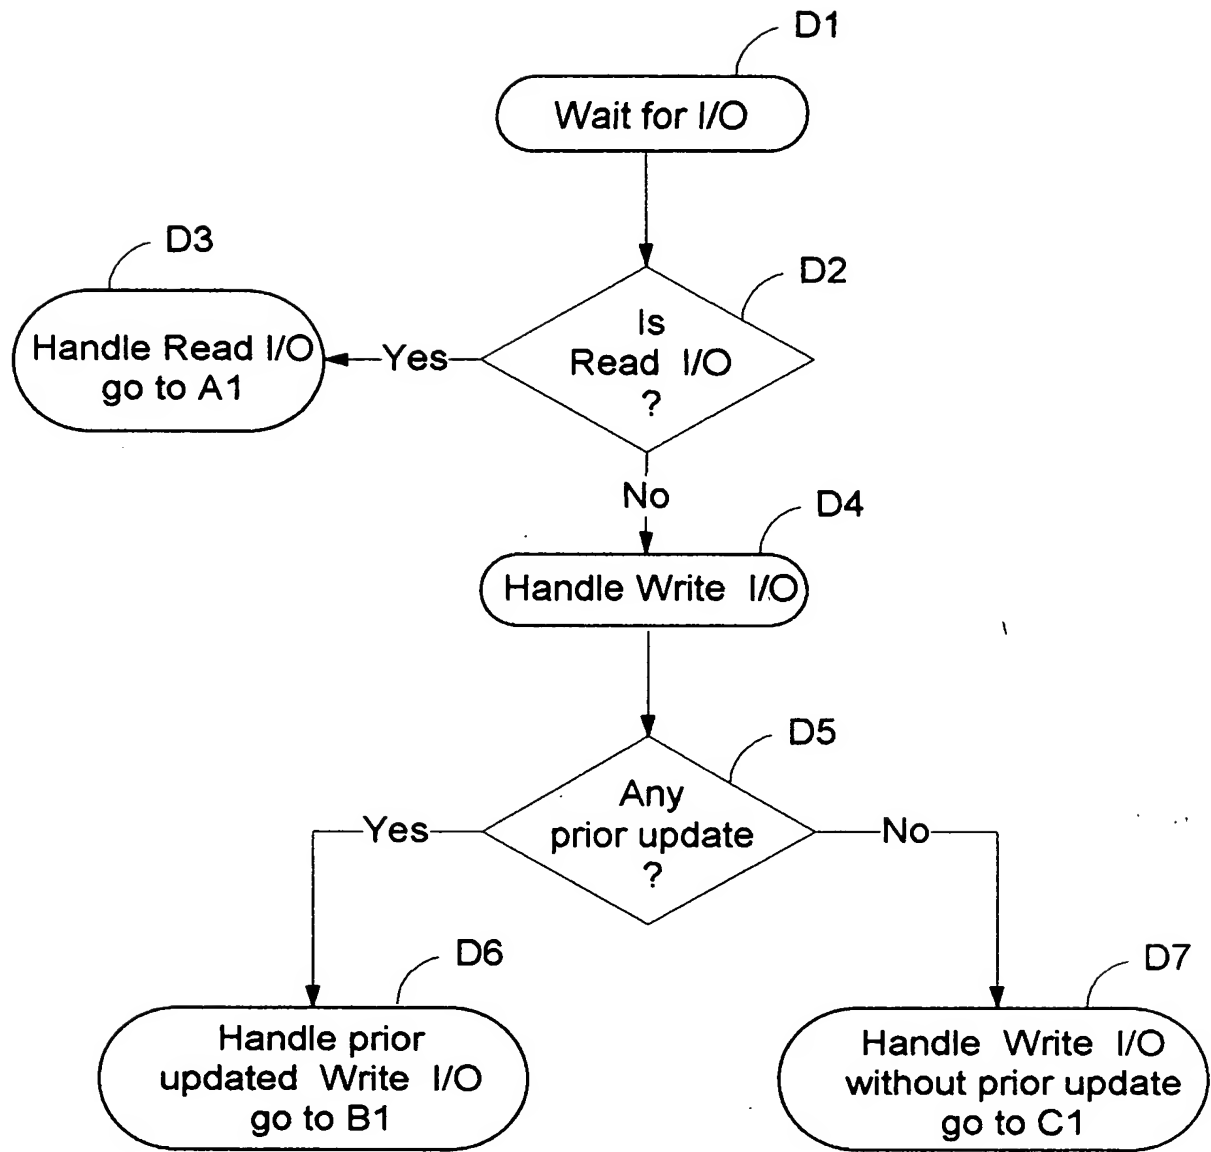 D1
Wait for I/O
D3
D2
Is
Read I/O
?
Handle Read I/O
go to A1
Yes
No
D4
Handle Write I/O
D5
Any
prior update
?
Yes
No
D6
D7
Handle prior
updated Write I/O
go to B1
Handle Write I/O
without prior update
go to C1